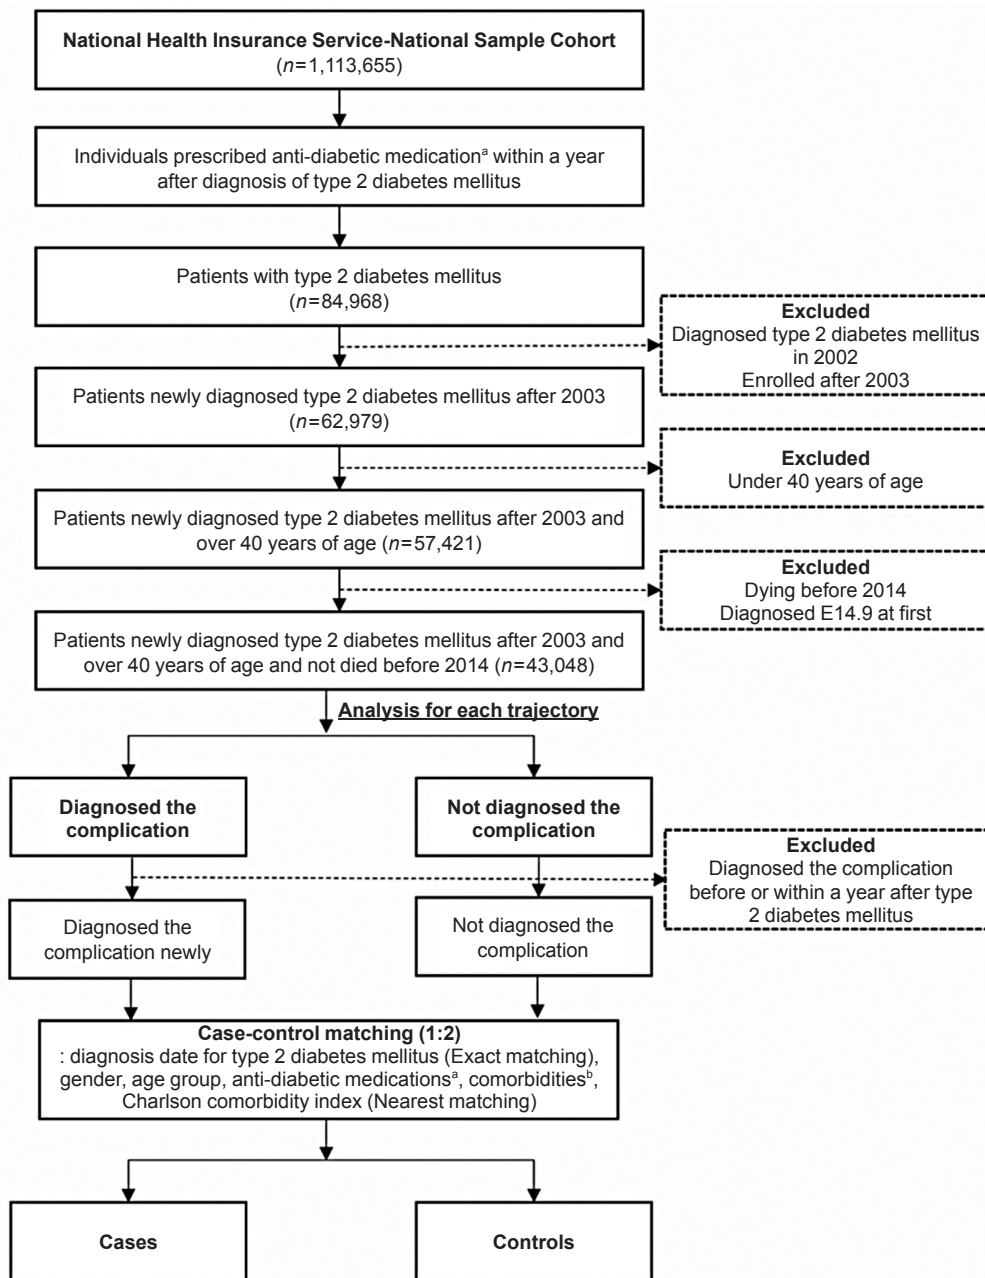 National Health Insurance Service-National Sample Cohort
(n=1,113,655)
Individuals prescribed anti-diabetic medicationᵃ within a year
after diagnosis of type 2 diabetes mellitus
Patients with type 2 diabetes mellitus
(n=84,968)
Excluded
Diagnosed type 2 diabetes mellitus
in 2002
Enrolled after 2003
Patients newly diagnosed type 2 diabetes mellitus after 2003
(n=62,979)
Excluded
Under 40 years of age
Patients newly diagnosed type 2 diabetes mellitus after 2003 and
over 40 years of age (n=57,421)
Excluded
Dying before 2014
Diagnosed E14.9 at first
Patients newly diagnosed type 2 diabetes mellitus after 2003 and
over 40 years of age and not died before 2014 (n=43,048)
Analysis for each trajectory
Diagnosed the
complication
Not diagnosed the
complication
Excluded
Diagnosed the complication
before or within a year after type
2 diabetes mellitus
Diagnosed the
complication newly
Not diagnosed the
complication
Case-control matching (1:2)
: diagnosis date for type 2 diabetes mellitus (Exact matching),
gender, age group, anti-diabetic medicationsᵃ, comorbiditiesᵇ,
Charlson comorbidity index (Nearest matching)
Cases
Controls